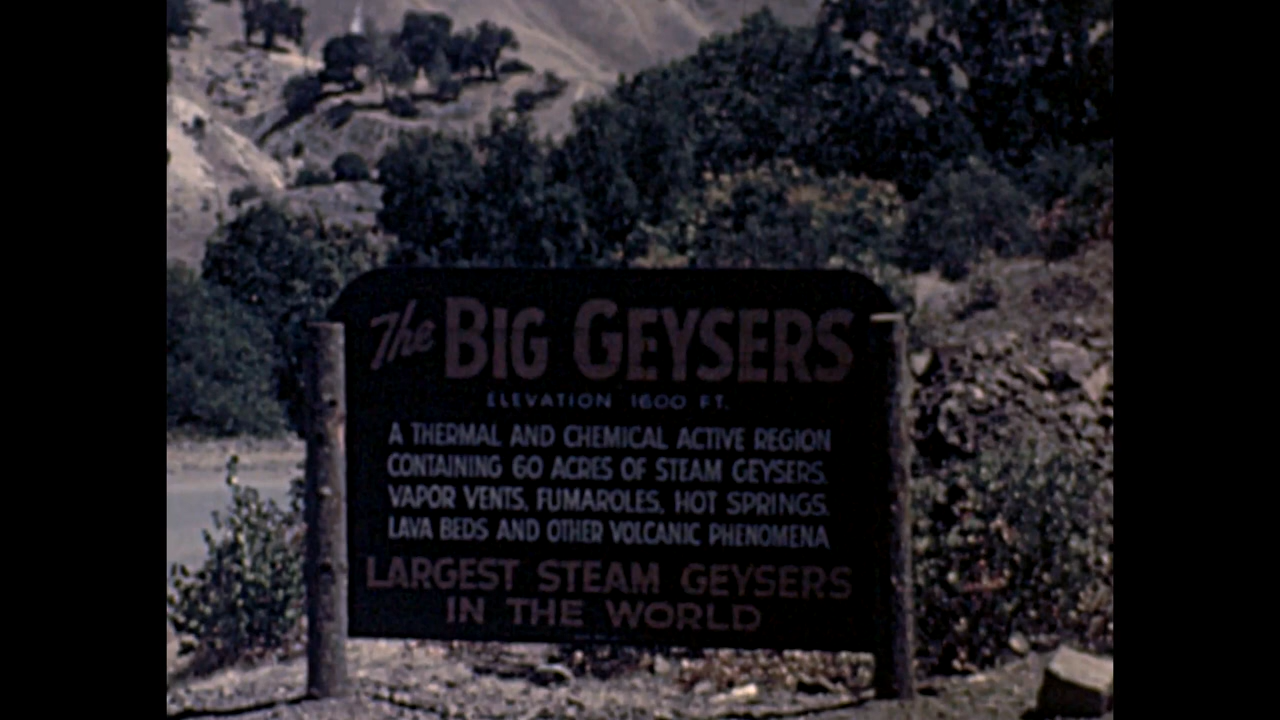 The BIG GEYSERS
ELEVATION 1600 FT.
A THERMAL AND CHEMICAL ACTIVE REGION
CONTAINING 60 ACRES OF STEAM GEYSERS,
VAPOR VENTS, FUMAROLES, HOT SPRINGS,
LAVA BEDS AND OTHER VOLCANIC PHENOMENA
LARGEST STEAM GEYSERS
IN THE WORLD